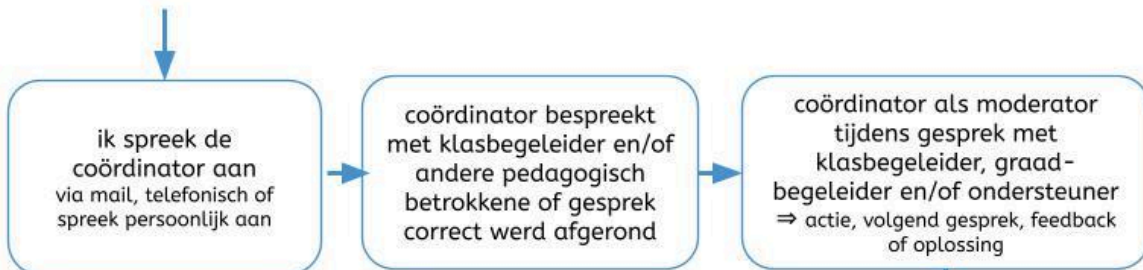 ik spreek de
coördinator aan
via mail, telefonisch of
spreek persoonlijk aan
coördinator bespreekt
met klasbegeleider en/of
andere pedagogisch
betrokkene of gesprek
correct werd afgerond
coördinator als moderator
tijdens gesprek met
klasbegeleider, graad-
begeleider en/of ondersteuner
⇒ actie, volgend gesprek, feedback
of oplossing